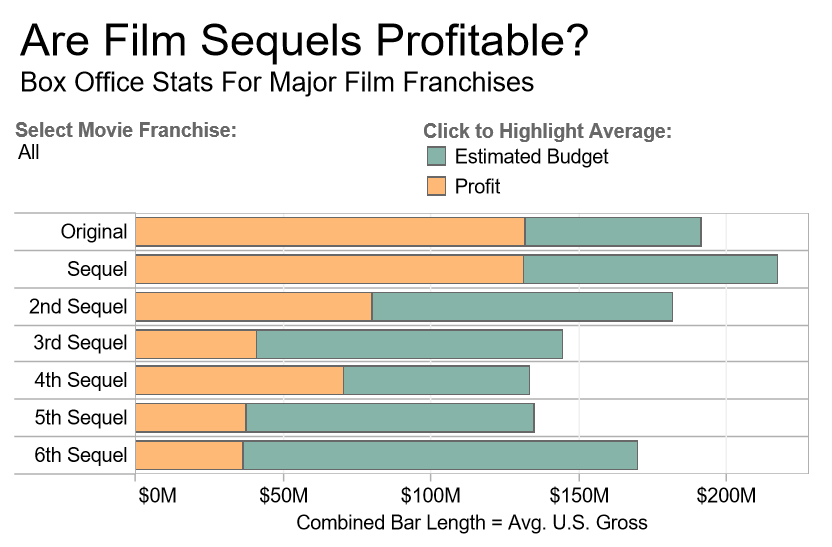 Are Film Sequels Profitable?
Box Office Stats For Major Film Franchises
Select Movie Franchise:
All
Click to Highlight Average:
Estimated Budget
Profit
Original
Sequel
2nd Sequel
3rd Sequel
4th Sequel
5th Sequel
6th Sequel
$0M $50M $100M $150M $200M
Combined Bar Length = Avg. U.S. Gross